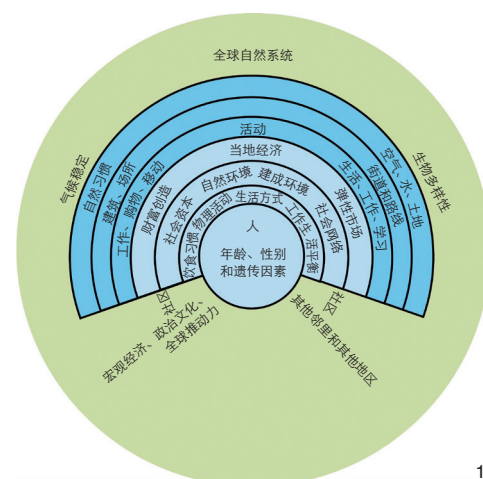 全球自然系统
气候稳定
生物多样性
自然习惯
空气、水、土地
建筑、场所
街道和路线
活动
工作、购物、移动
生活、工作、学习
当地经济
财富创造
弹性市场
自然环境 建成环境
社会资本
社会网络
生活方式
饮食习惯
物理活动
工作生活平衡
人
年龄、性别
和遗传因素
社区
社区
宏观经济、政治文化、
全球推动力
其他邻里和其他地区
1